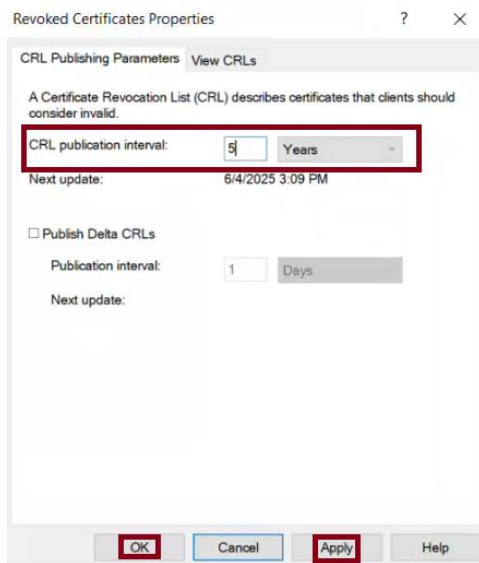 Revoked Certificates Properties ?
CRL Publishing Parameters View CRLs
A Certificate Revocation List (CRL) describes certificates that clients should
consider invalid.
CRL publication interval: 5 Years
Next update: 6/4/2025 3:09 PM
Publish Delta CRLs
Publication interval: 1 Days
Next update:
OK Cancel Apply Help